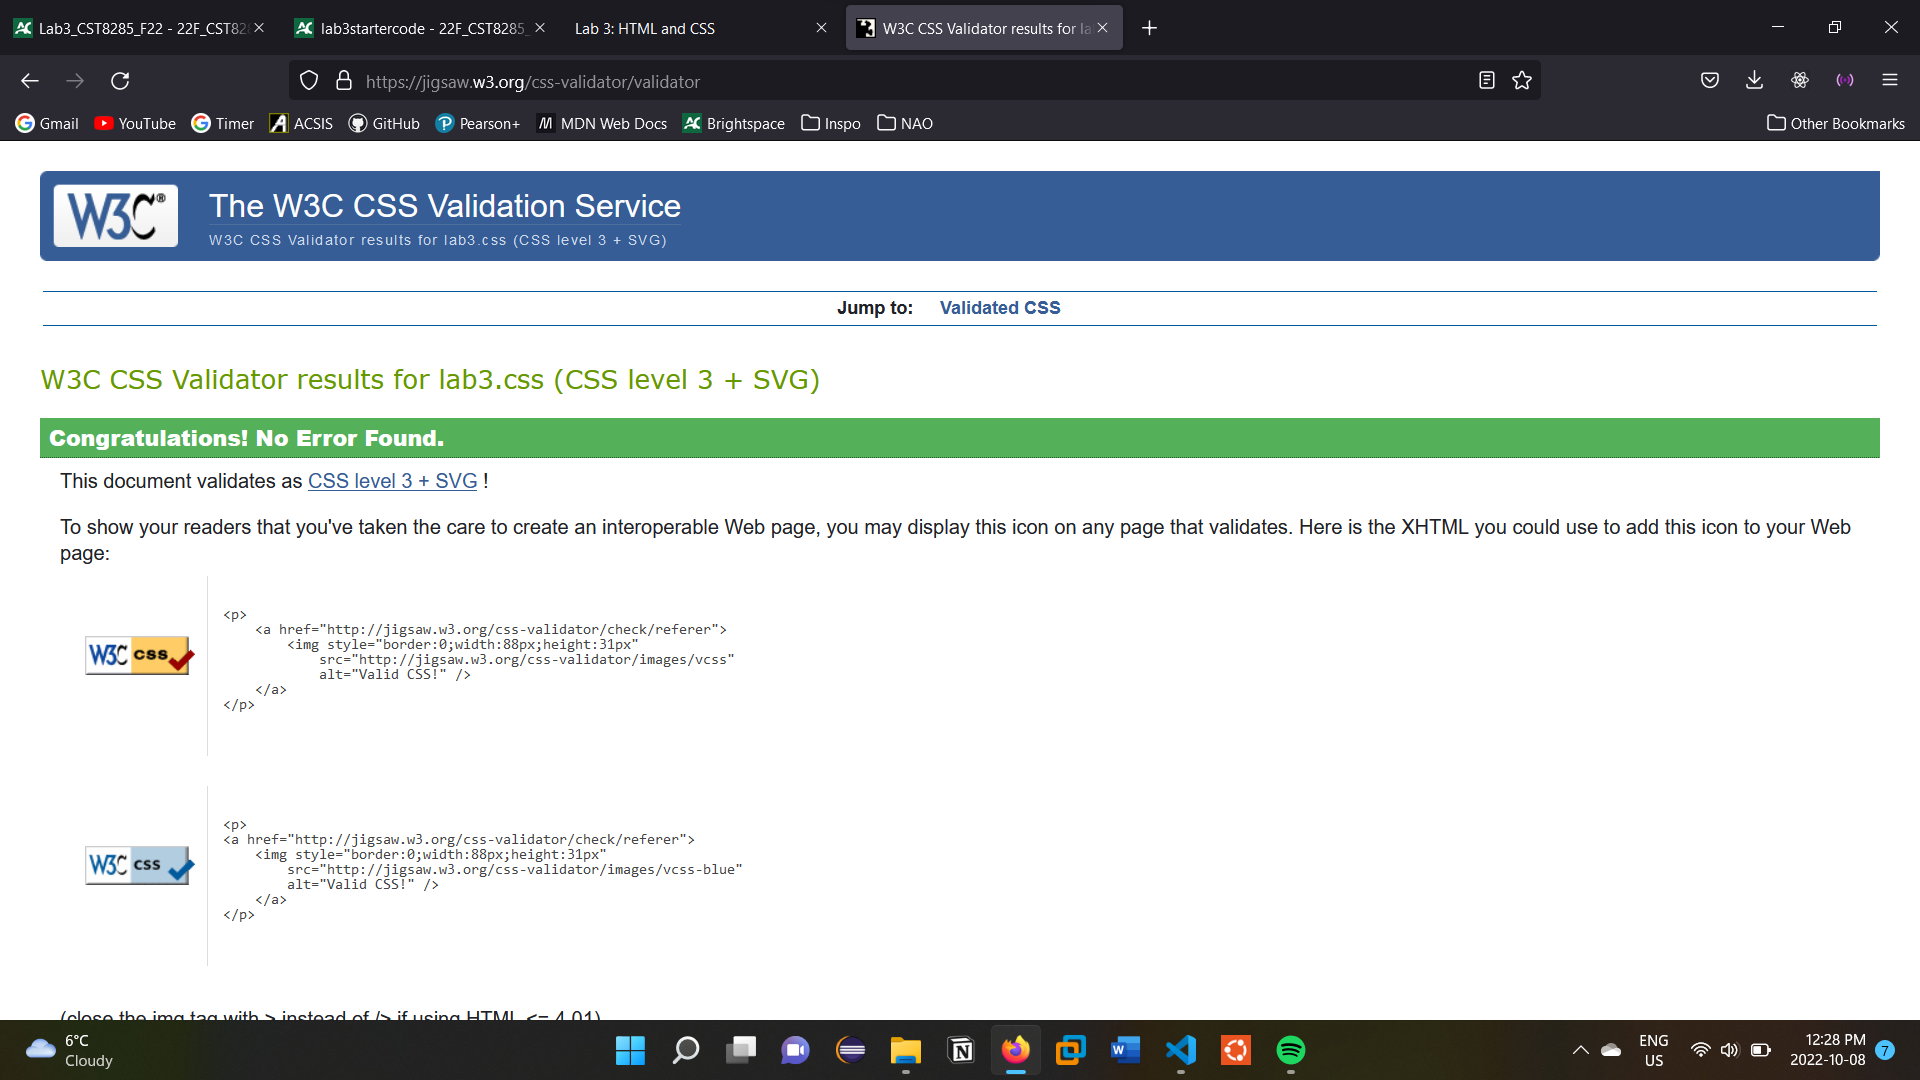 Lab3_CST8285_F22 - 22F_CST82
lab3startercode - 22F_CST8285_
Lab 3: HTML and CSS
W3C CSS Validator results for la
https://jigsaw.w3.org/css-validator/validator
Gmail YouTube Timer ACSIS GitHub Pearson+ MDN Web Docs Brightspace Inspo NAO Other Bookmarks
W3C®
The W3C CSS Validation Service
W3C CSS Validator results for lab3.css (CSS level 3 + SVG)
Jump to: Validated CSS
W3C CSS Validator results for lab3.css (CSS level 3 + SVG)
Congratulations! No Error Found.
This document validates as CSS level 3 + SVG !
To show your readers that you've taken the care to create an interoperable Web page, you may display this icon on any page that validates. Here is the XHTML you could use to add this icon to your Web
page:
W3C css
<p>
<a href="http://jigsaw.w3.org/css-validator/check/referer">
<img style="border:0;width:88px;height:31px"
src="http://jigsaw.w3.org/css-validator/images/vcss"
alt="Valid CSS!" />
</a>
</p>
W3C css
<p>
<a href="http://jigsaw.w3.org/css-validator/check/referer">
<img style="border:0;width:88px;height:31px"
src="http://jigsaw.w3.org/css-validator/images/vcss-blue"
alt="Valid CSS!" />
</a>
</p>
(close the img tag with > instead of /> if using HTML <= 4.01)
6°C
Cloudy
ENG
US
12:28 PM
2022-10-08
7